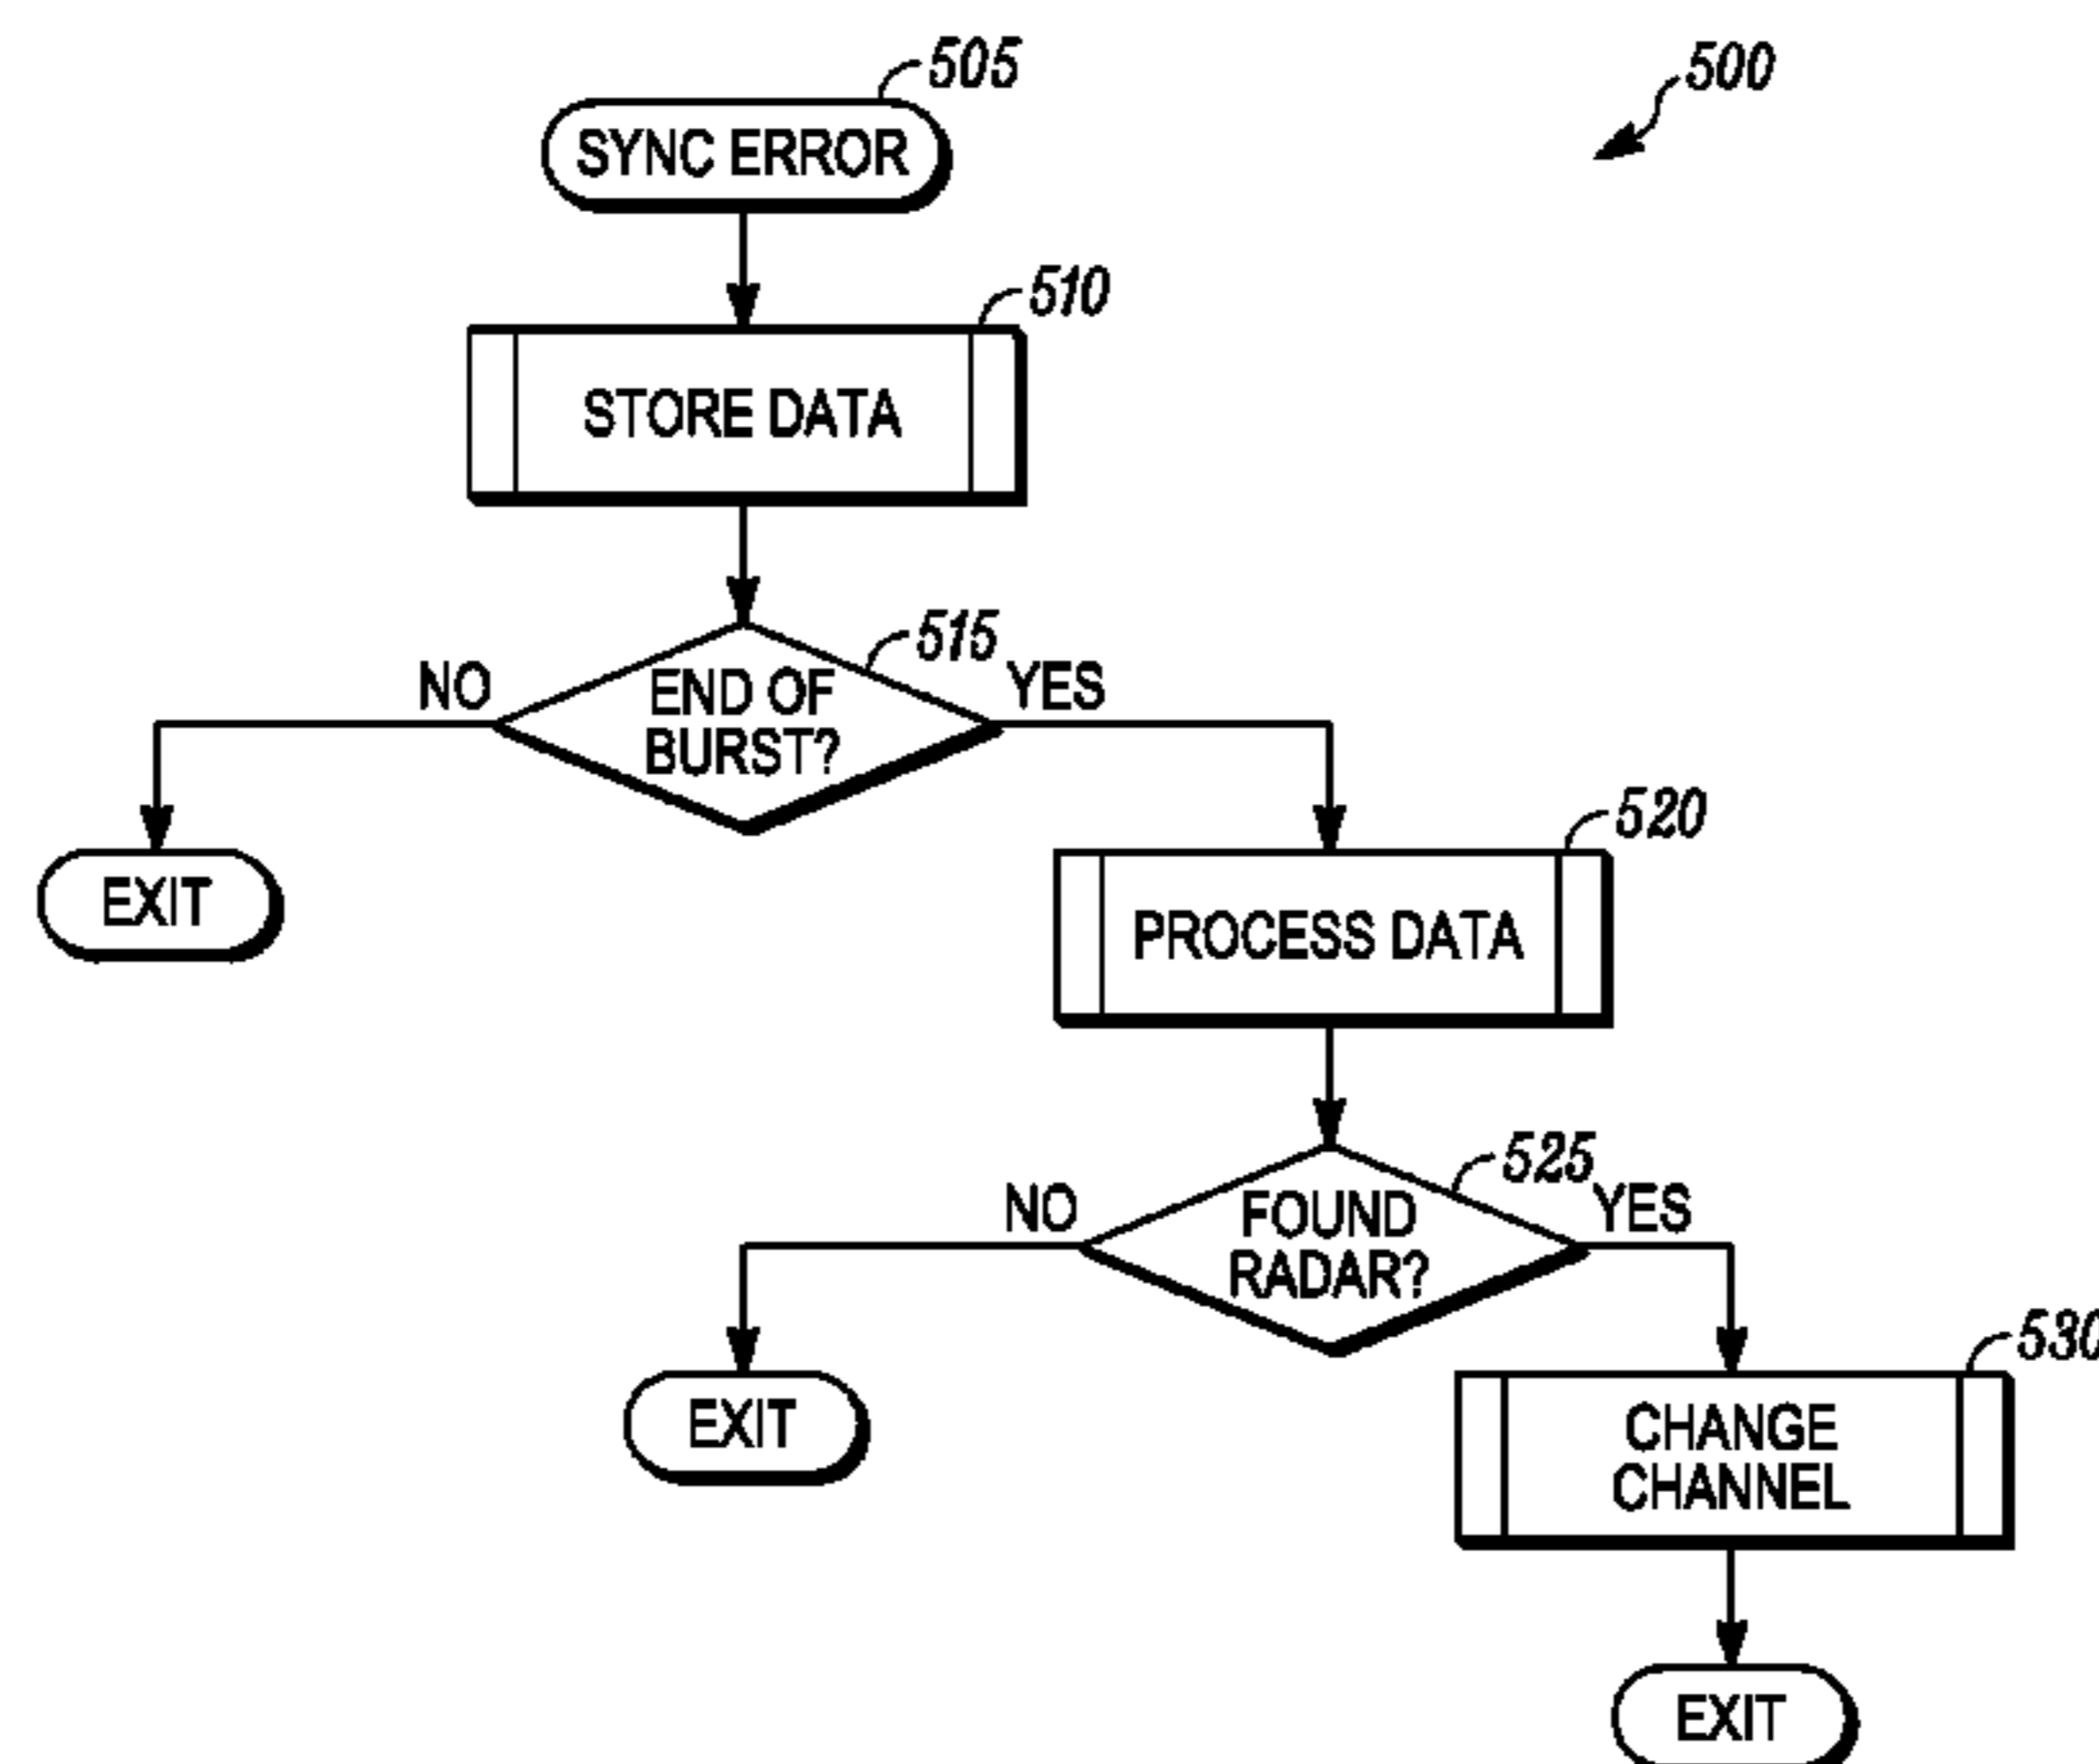 505
500
SYNC ERROR
510
STORE DATA
515
NO
YES
END OF
BURST?
520
EXIT
PROCESS DATA
525
NO
YES
FOUND
RADAR?
530
EXIT
CHANGE
CHANNEL
EXIT